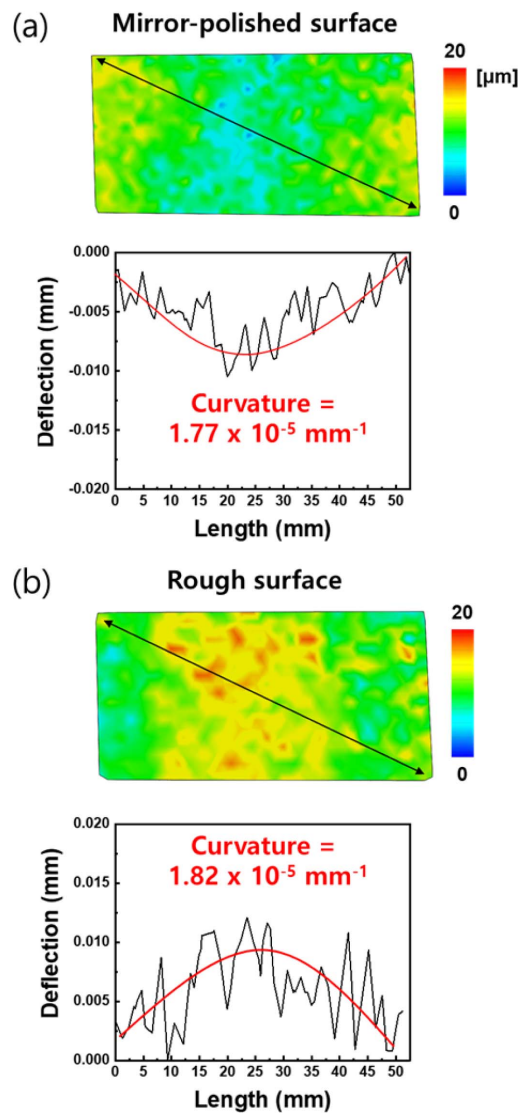 (a)
Mirror-polished surface
20
[μm]
0
0.000
-0.005
-0.010
-0.015
-0.020
Deflection (mm)
Curvature =
1.77 x 10⁻⁵ mm⁻¹
0 5 10 15 20 25 30 35 40 45 50
Length (mm)
(b)
Rough surface
20
0
0.020
0.015
0.010
0.005
0.000
Deflection (mm)
Curvature =
1.82 x 10⁻⁵ mm⁻¹
0 5 10 15 20 25 30 35 40 45 50
Length (mm)